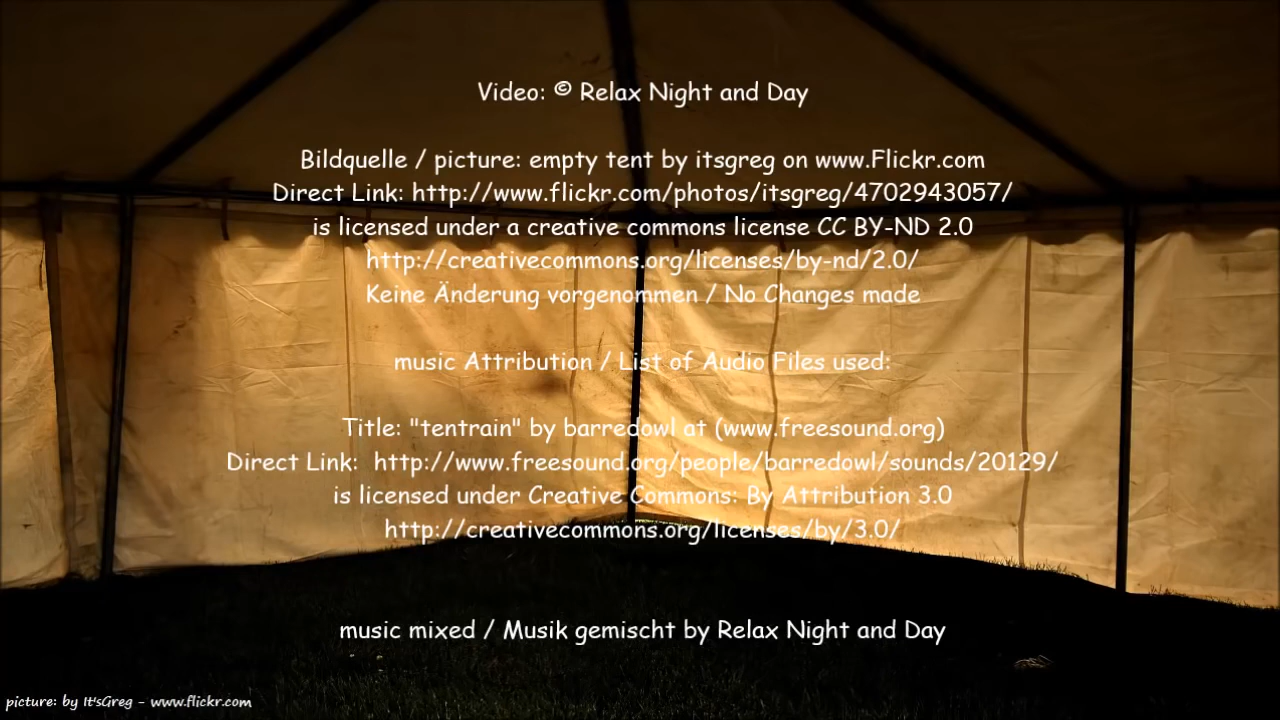 Video: © Relax Night and Day
Bildquelle / picture: empty tent by itsgreg on www.Flickr.com
Direct Link: http://www.flickr.com/photos/itsgreg/4702943057/
is licensed under a creative commons license CC BY-ND 2.0
http://creativecommons.org/licenses/by-nd/2.0/
Keine Änderung vorgenommen / No Changes made
music Attribution / List of Audio Files used:
Title: "tentrain" by barredowl at (www.freesound.org)
Direct Link:  http://www.freesound.org/people/barredowl/sounds/20129/
is licensed under Creative Commons: By Attribution 3.0
http://creativecommons.org/licenses/by/3.0/
music mixed / Musik gemischt by Relax Night and Day
picture: by It'sGreg - www.flickr.com